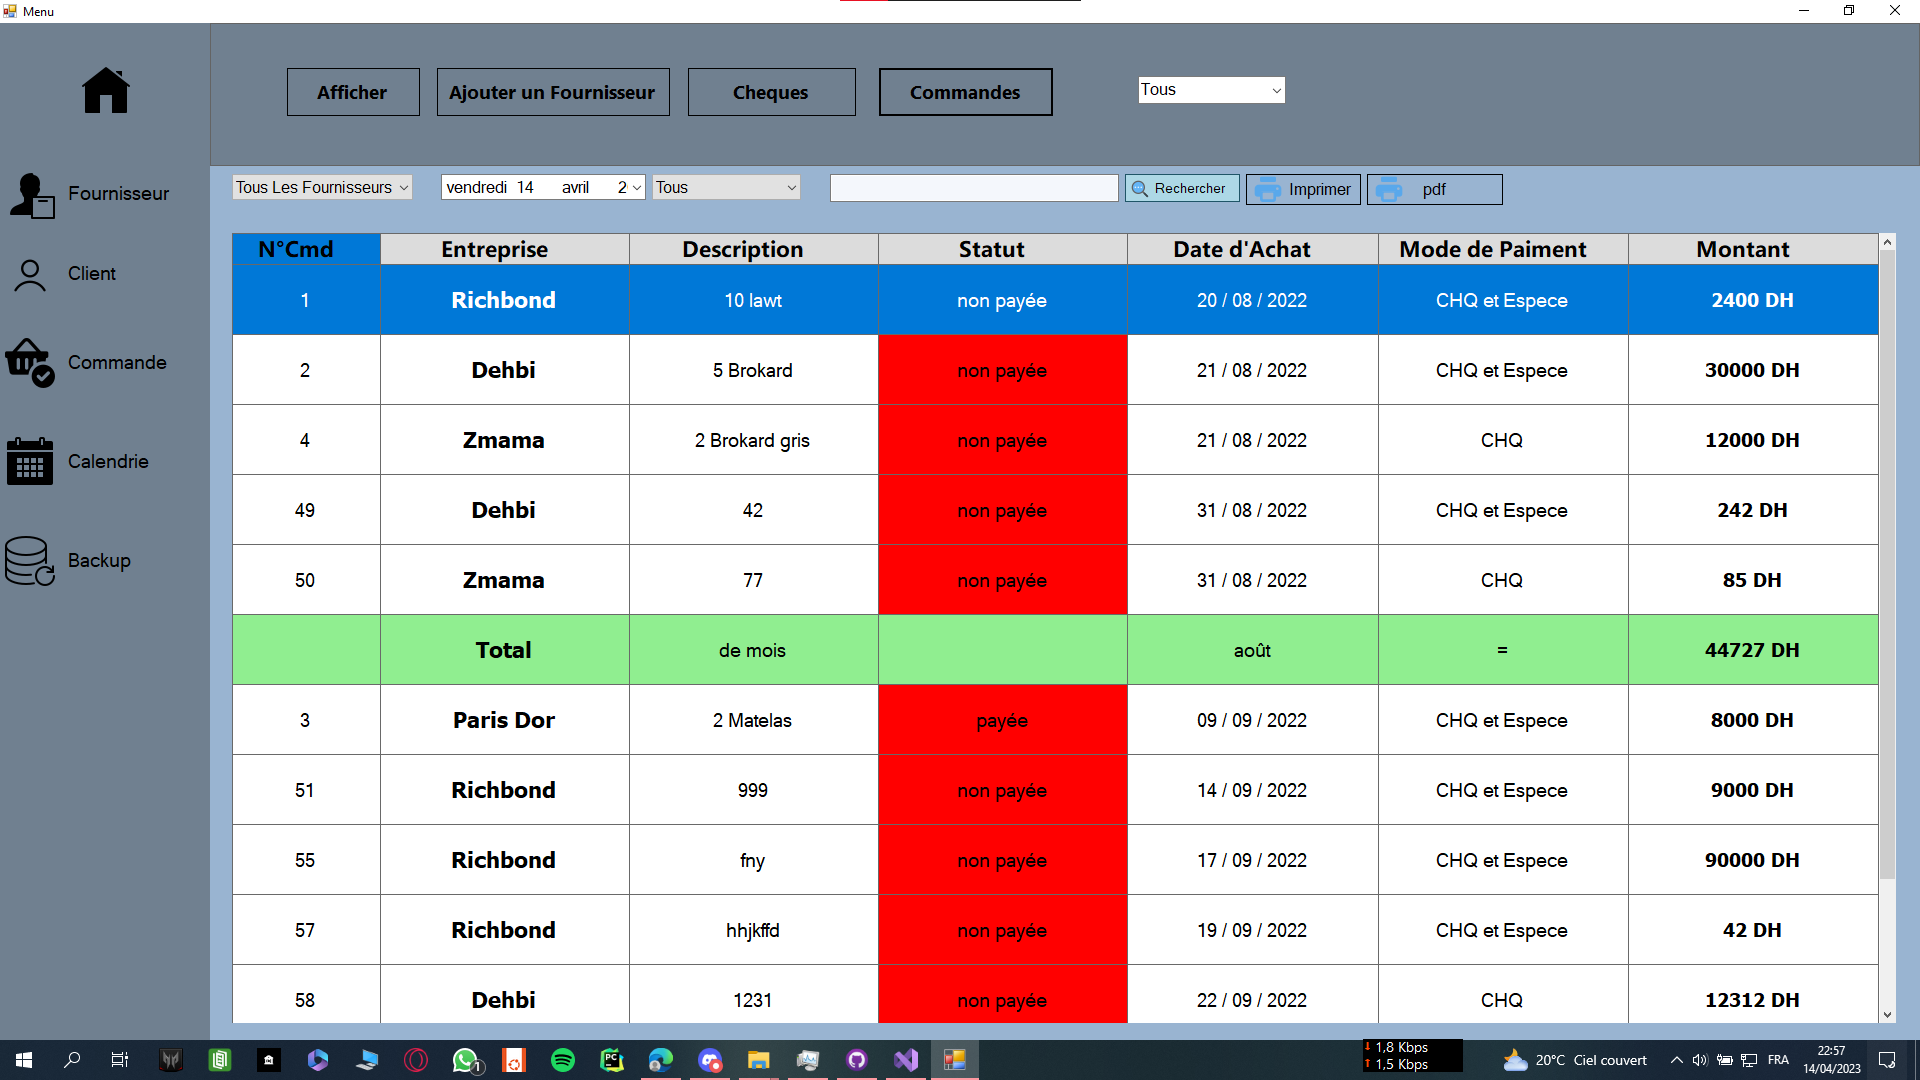 Menu
Afficher
Ajouter un Fournisseur
Cheques
Commandes
Tous
Fournisseur
Client
Commande
Calendrie
Backup
Tous Les Fournisseurs
vendredi 14 avril 2
Tous
Rechercher
Imprimer
pdf
N°Cmd Entreprise Description Statut Date d'Achat Mode de Paiment Montant
1 Richbond 10 lawt non payée 20 / 08 / 2022 CHQ et Espece 2400 DH
2 Dehbi 5 Brokard non payée 21 / 08 / 2022 CHQ et Espece 30000 DH
4 Zmama 2 Brokard gris non payée 21 / 08 / 2022 CHQ 12000 DH
49 Dehbi 42 non payée 31 / 08 / 2022 CHQ et Espece 242 DH
50 Zmama 77 non payée 31 / 08 / 2022 CHQ 85 DH
Total de mois août = 44727 DH
3 Paris Dor 2 Matelas payée 09 / 09 / 2022 CHQ et Espece 8000 DH
51 Richbond 999 non payée 14 / 09 / 2022 CHQ et Espece 9000 DH
55 Richbond fny non payée 17 / 09 / 2022 CHQ et Espece 90000 DH
57 Richbond hhjkffd non payée 19 / 09 / 2022 CHQ et Espece 42 DH
58 Dehbi 1231 non payée 22 / 09 / 2022 CHQ 12312 DH
1
PC
1,8 Kbps
1,5 Kbps
20°C Ciel couvert
FRA
22:57
14/04/2023